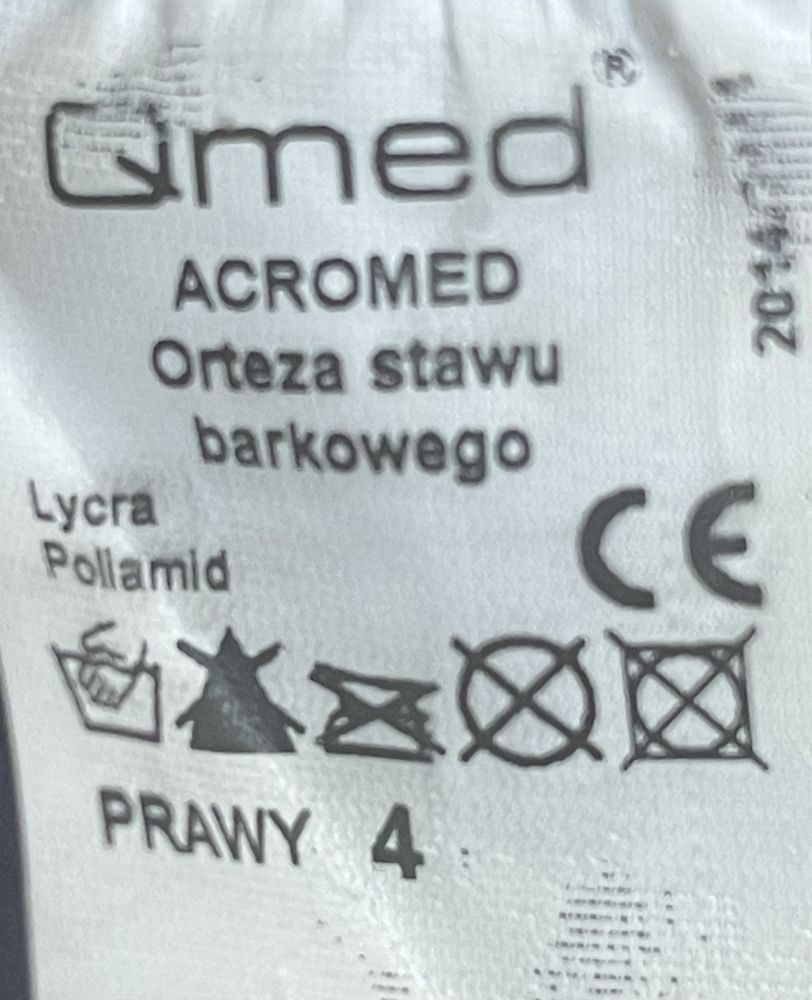 Qmed®
ACROMED
Orteza stawu
barkowego
Lycra
Poliamid
CE
PRAWY 4